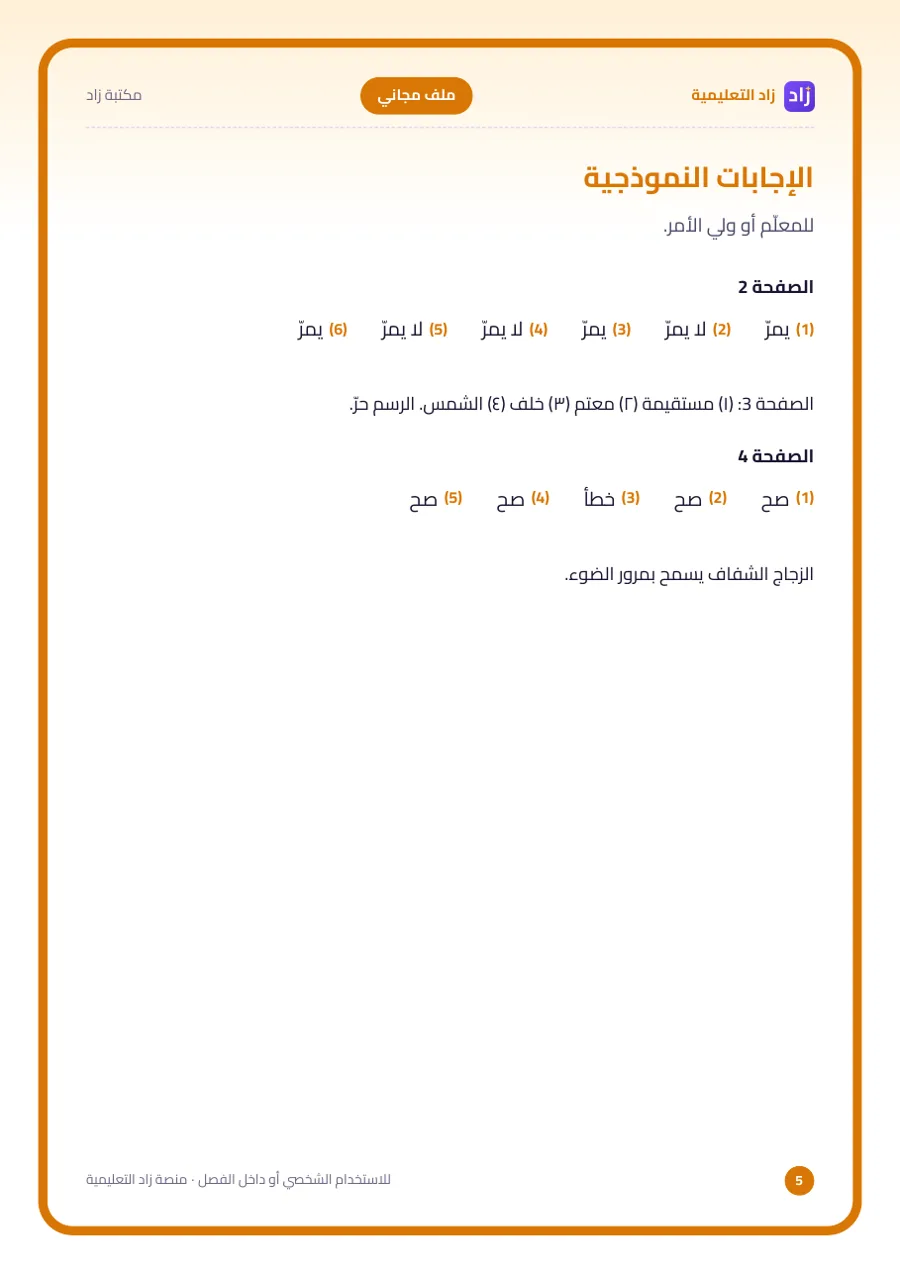 زاد زاد التعليمية
ملف مجاني
مكتبة زاد
الإجابات النموذجية
للمعلّم أو ولي الأمر.
الصفحة 2
(1) يمرّ (2) لا يمرّ (3) يمرّ (4) لا يمرّ (5) لا يمرّ (6) يمرّ
الصفحة 3: (١) مستقيمة (٢) معتم (٣) خلف (٤) الشمس. الرسم حرّ.
الصفحة 4
(1) صح (2) صح (3) خطأ (4) صح (5) صح
الزجاج الشفاف يسمح بمرور الضوء.
5
للاستخدام الشخصي أو داخل الفصل · منصة زاد التعليمية